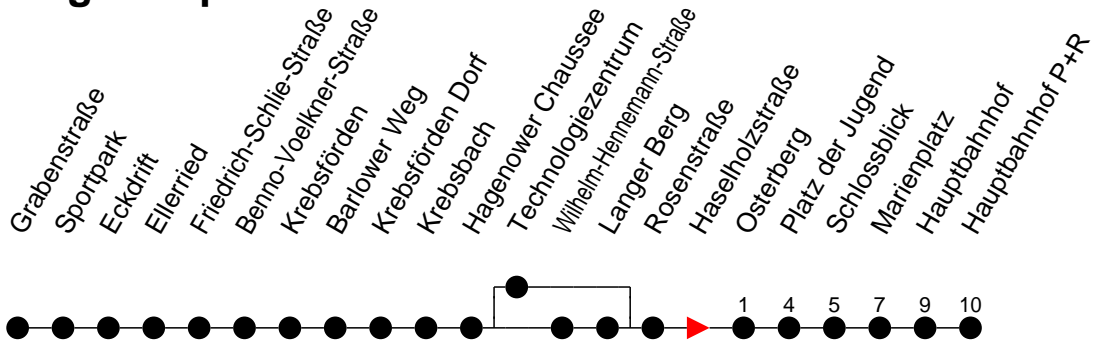 Grabenstraße
Sportpark
Eckdrift
Ellerried
Friedrich-Schlie-Straße
Benno-Voelkner-Straße
Krebsförden
Barlower Weg
Krebsförden Dorf
Krebsbach
Hagenower Chaussee
Technologiezentrum
Wilhelm-Hennemann-Straße
Langer Berg
Rosenstraße
Haselholzstraße
Osterberg
Platz der Jugend
Schlossblick
Marienplatz
Hauptbahnhof
Hauptbahnhof P+R
1 4 5 7 9 10